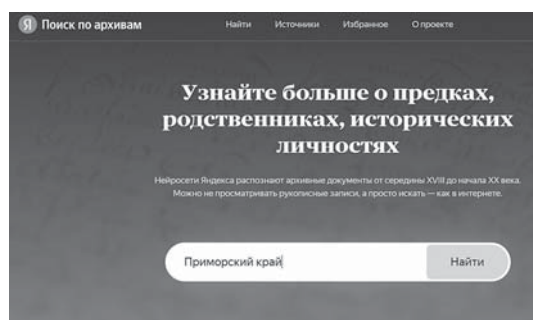 Я Поиск по архивам Найти Источники Избранное О проекте
Узнайте больше о предках,
родственниках, исторических
личностях
Нейросети Яндекса распознают архивные документы от середины XVIII до начала XX века.
Можно не просматривать рукописные записи, а просто искать — как в интернете.
Приморский край Найти